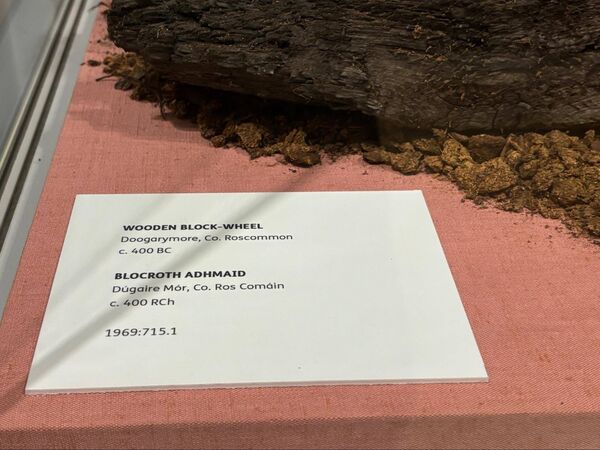 WOODEN BLOCK-WHEEL
Doogarymore, Co. Roscommon
c. 400 BC
BLOCROTH ADHMAID
Dúgaire Mór, Co. Ros Comáin
c. 400 RCh
1969:715.1